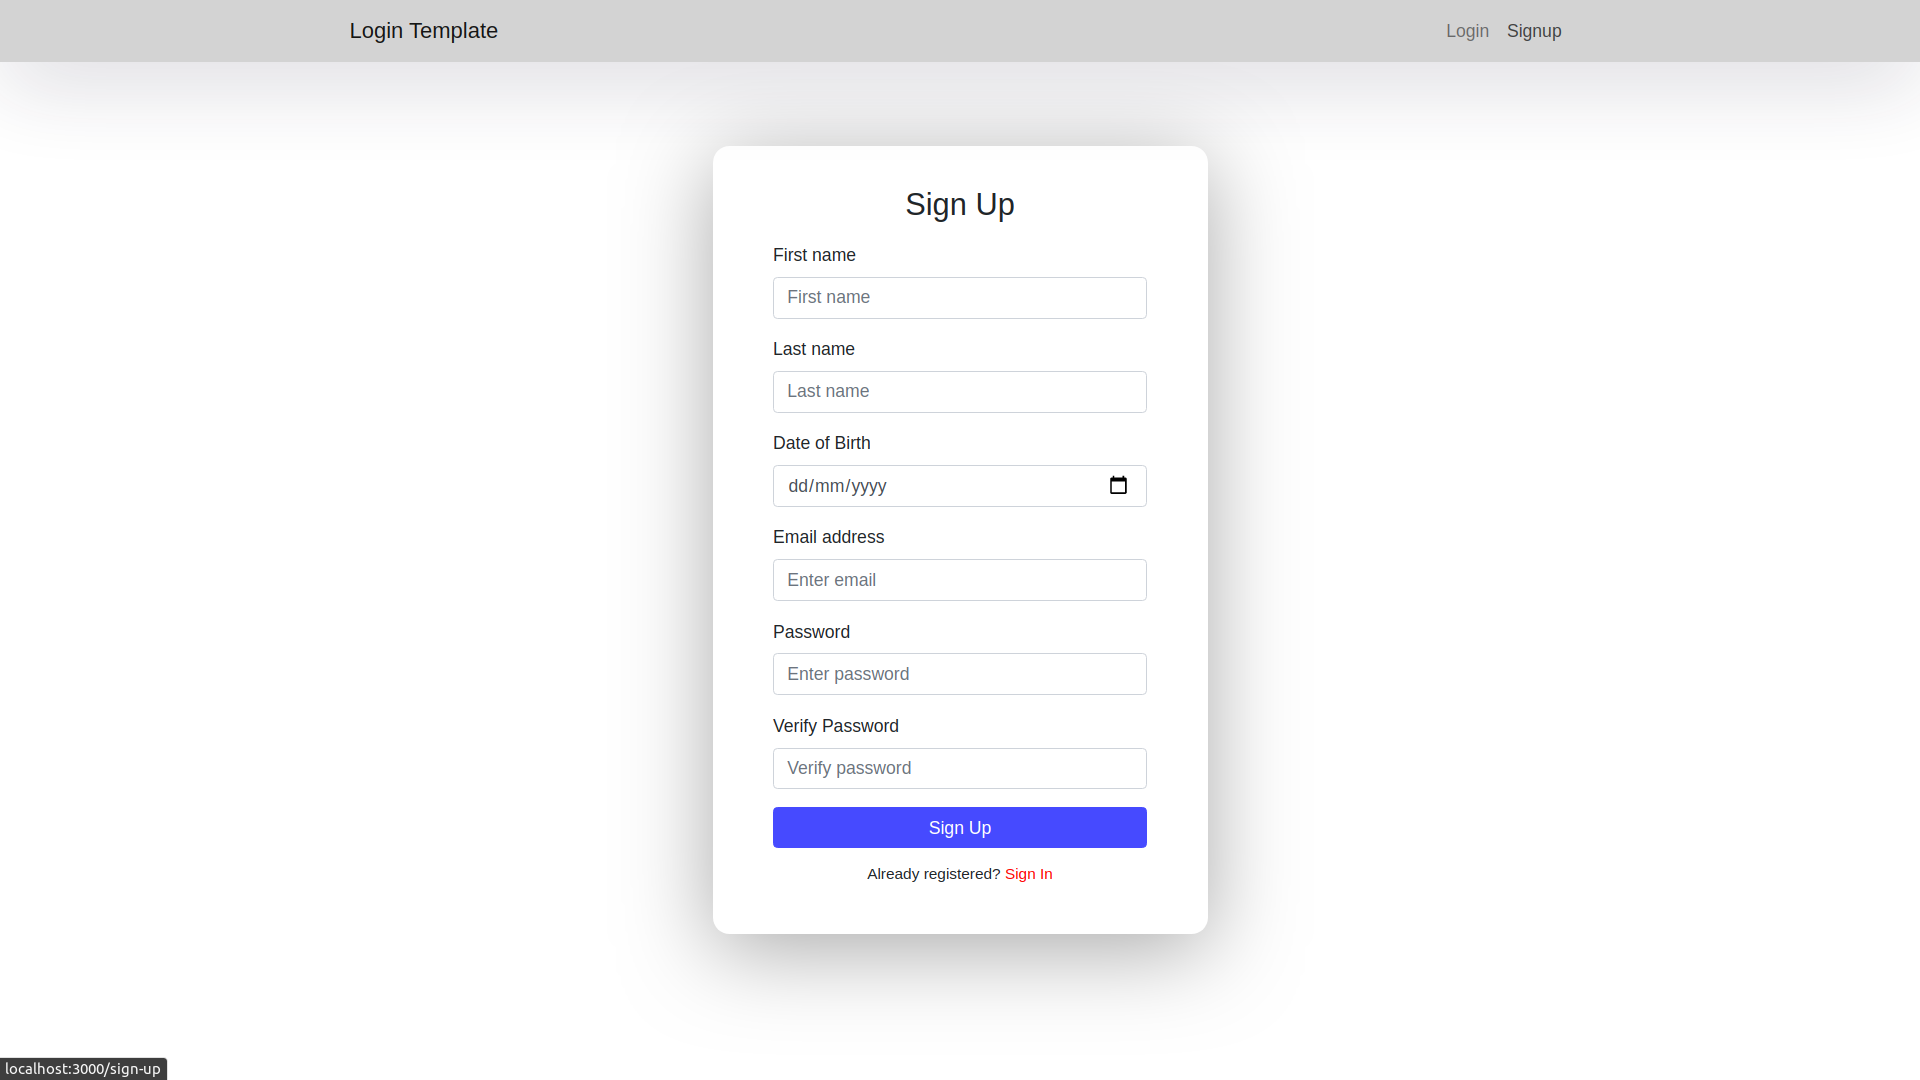 Login Template
Login Signup
Sign Up
First name
First name
Last name
Last name
Date of Birth
dd/mm/yyyy
Email address
Enter email
Password
Enter password
Verify Password
Verify password
Sign Up
Already registered? Sign In
localhost:3000/sign-up